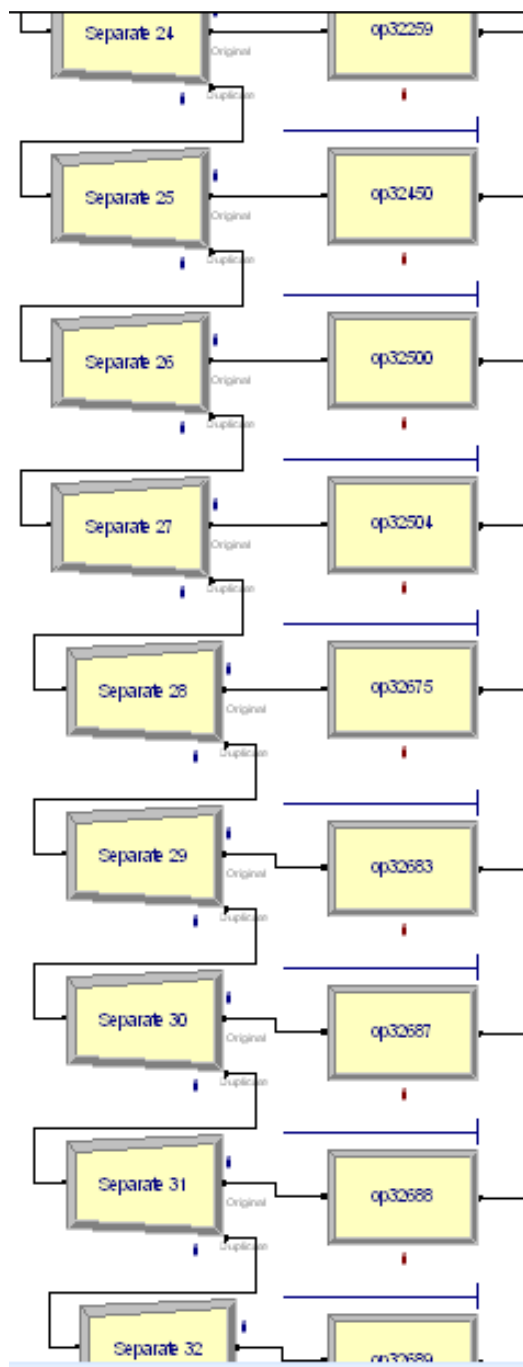 Separate 24
op32259
Original
Duplicate
Separate 25
op32450
Original
Duplicate
Separate 26
op32500
Original
Duplicate
Separate 27
op32504
Original
Duplicate
Separate 28
op32675
Original
Duplicate
Separate 29
op32683
Original
Duplicate
Separate 30
op32687
Original
Duplicate
Separate 31
op32688
Original
Duplicate
Separate 32
op32689